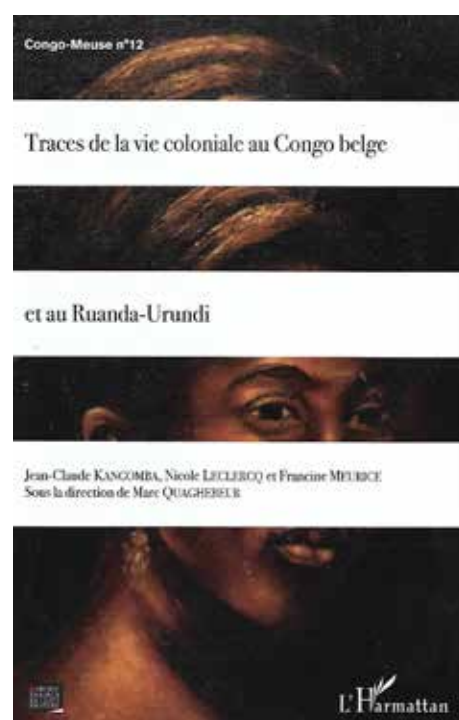 Congo-Meuse n°12
Traces de la vie coloniale au Congo belge
et au Ruanda-Urundi
Jean-Claude KANGOMBA, Nicole LECLERCQ et Francine MEURICE
Sous la direction de Marc QUAGHEBEUR
L'Harmattan